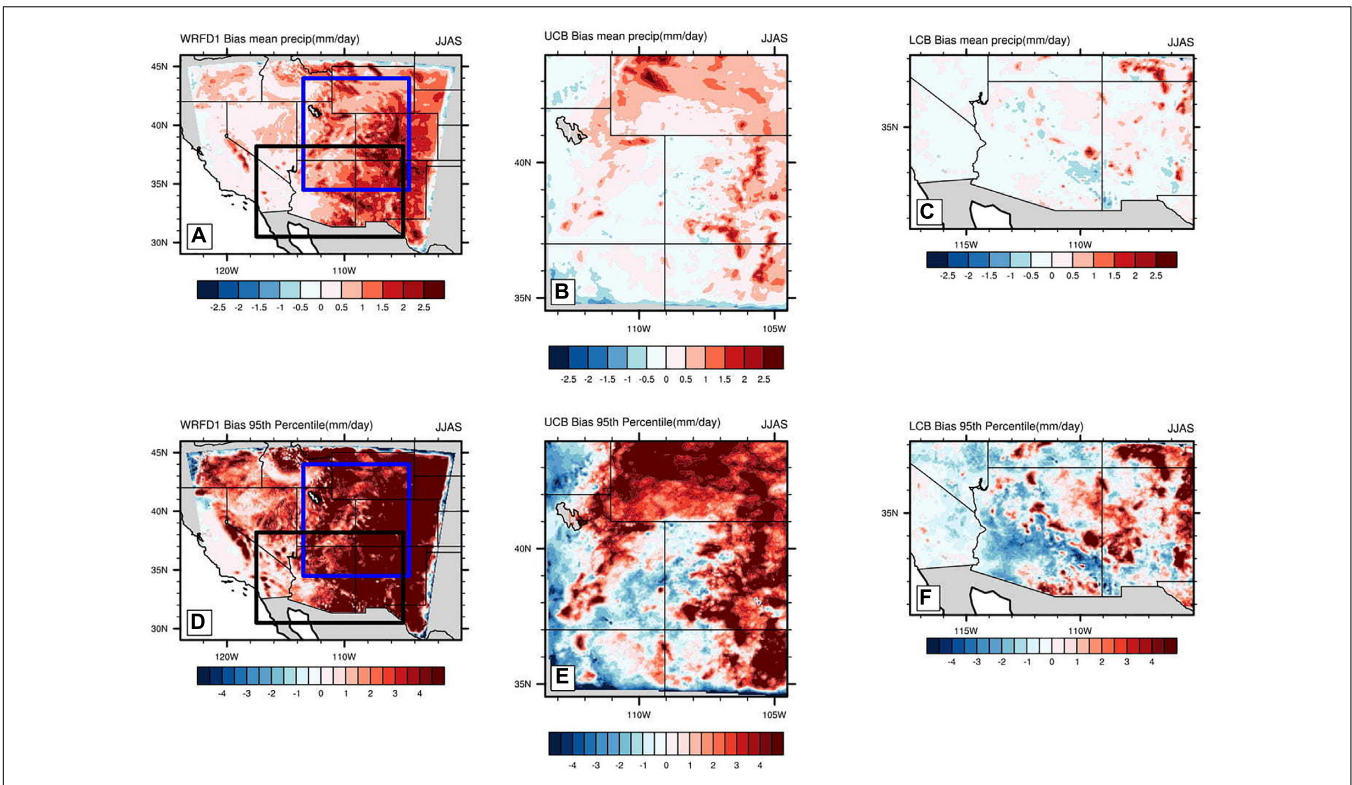 WRFD1 Bias mean precip(mm/day) JJAS
45N
40N
35N
30N
A
120W 110W
-2.5 -2 -1.5 -1 -0.5 0 0.5 1 1.5 2 2.5
UCB Bias mean precip(mm/day) JJAS
40N
35N
B
110W 105W
-2.5 -2 -1.5 -1 -0.5 0 0.5 1 1.5 2 2.5
LCB Bias mean precip(mm/day) JJAS
35N
C
115W 110W
-2.5 -2 -1.5 -1 -0.5 0 0.5 1 1.5 2 2.5
WRFD1 Bias 95th Percentile(mm/day) JJAS
45N
40N
35N
30N
D
120W 110W
-4 -3 -2 -1 0 1 2 3 4
UCB Bias 95th Percentile(mm/day) JJAS
40N
35N
E
110W 105W
-4 -3 -2 -1 0 1 2 3 4
LCB Bias 95th Percentile(mm/day) JJAS
35N
F
115W 110W
-4 -3 -2 -1 0 1 2 3 4